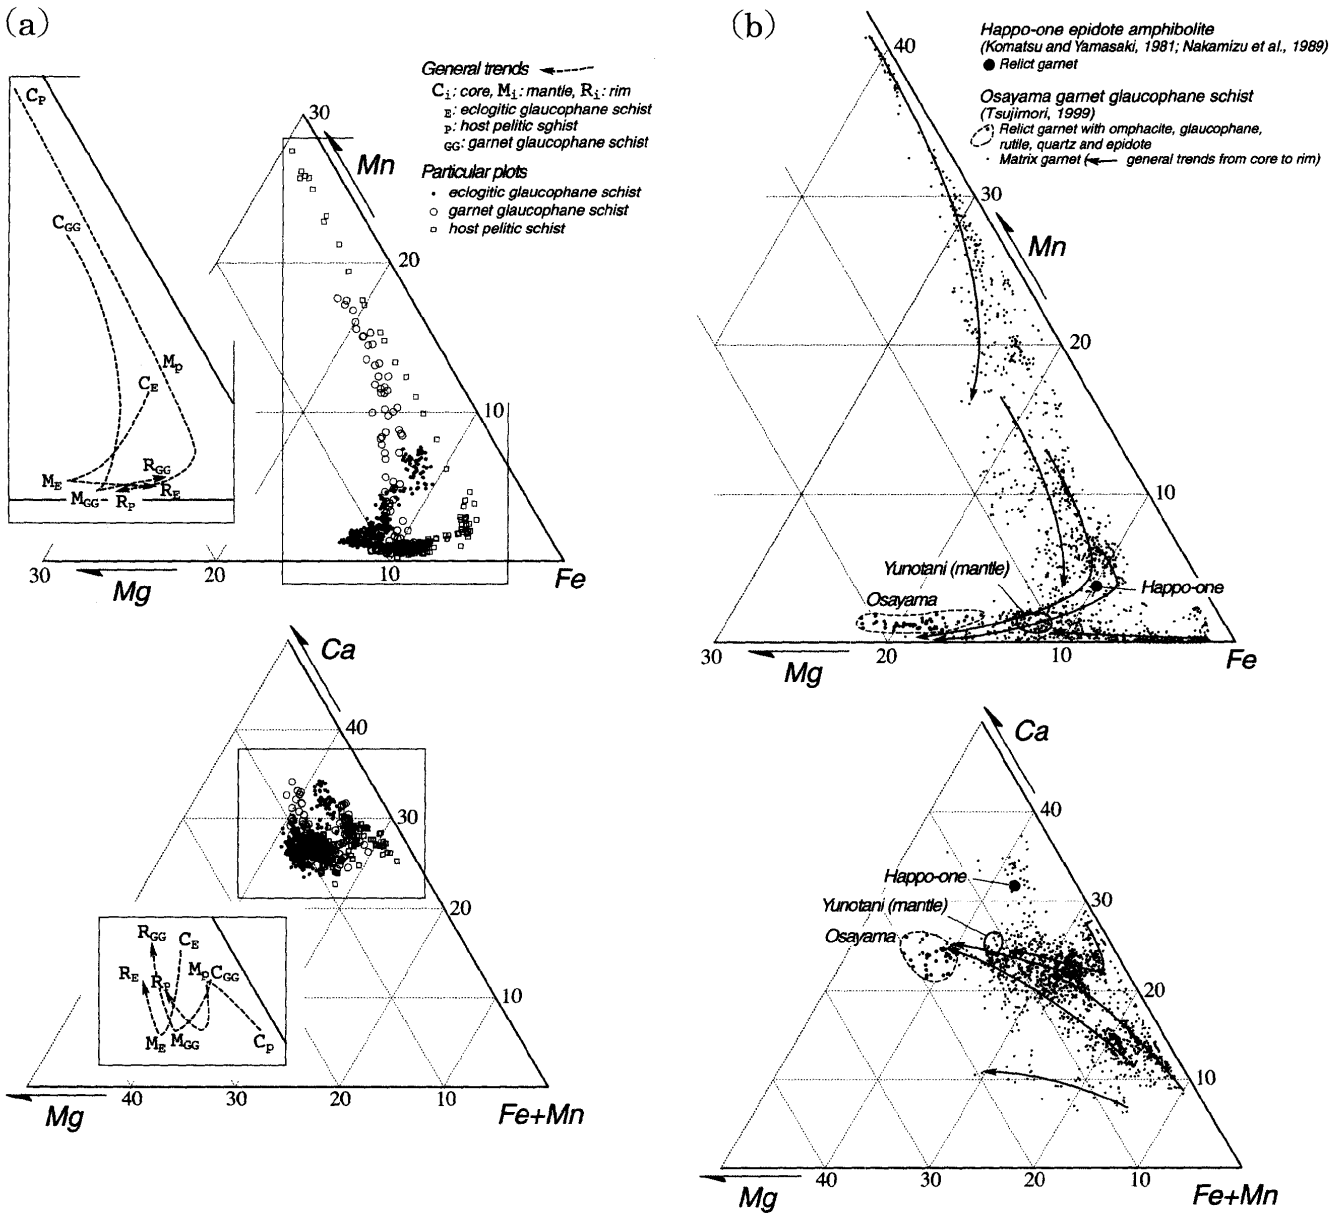 (a)
General trends
Ci: core, Mi: mantle, Ri: rim
E: eclogitic glaucophane schist
P: host pelitic sghist
GG: garnet glaucophane schist
Particular plots
eclogitic glaucophane schist
garnet glaucophane schist
host pelitic schist
CP
CGG
MP
CE
ME
MGG
RGG
RP
RE
30
Mn
20
10
30
20
10
Mg
Fe
Ca
40
30
20
10
RGG
CE
RE
RP
MP
CGG
ME
MGG
CP
40
30
20
10
Mg
Fe+Mn
(b)
Happo-one epidote amphibolite
(Komatsu and Yamasaki, 1981; Nakamizu et al., 1989)
Relict garnet
Osayama garnet glaucophane schist
(Tsujimori, 1999)
Relict garnet with omphacite, glaucophane,
rutile, quartz and epidote
Matrix garnet ( general trends from core to rim)
40
30
Mn
20
10
Yunotani (mantle)
Osayama
Happo-one
30
20
10
Mg
Fe
Ca
40
Happo-one
30
Yunotani (mantle)
Osayama
20
10
40
30
20
10
Mg
Fe+Mn